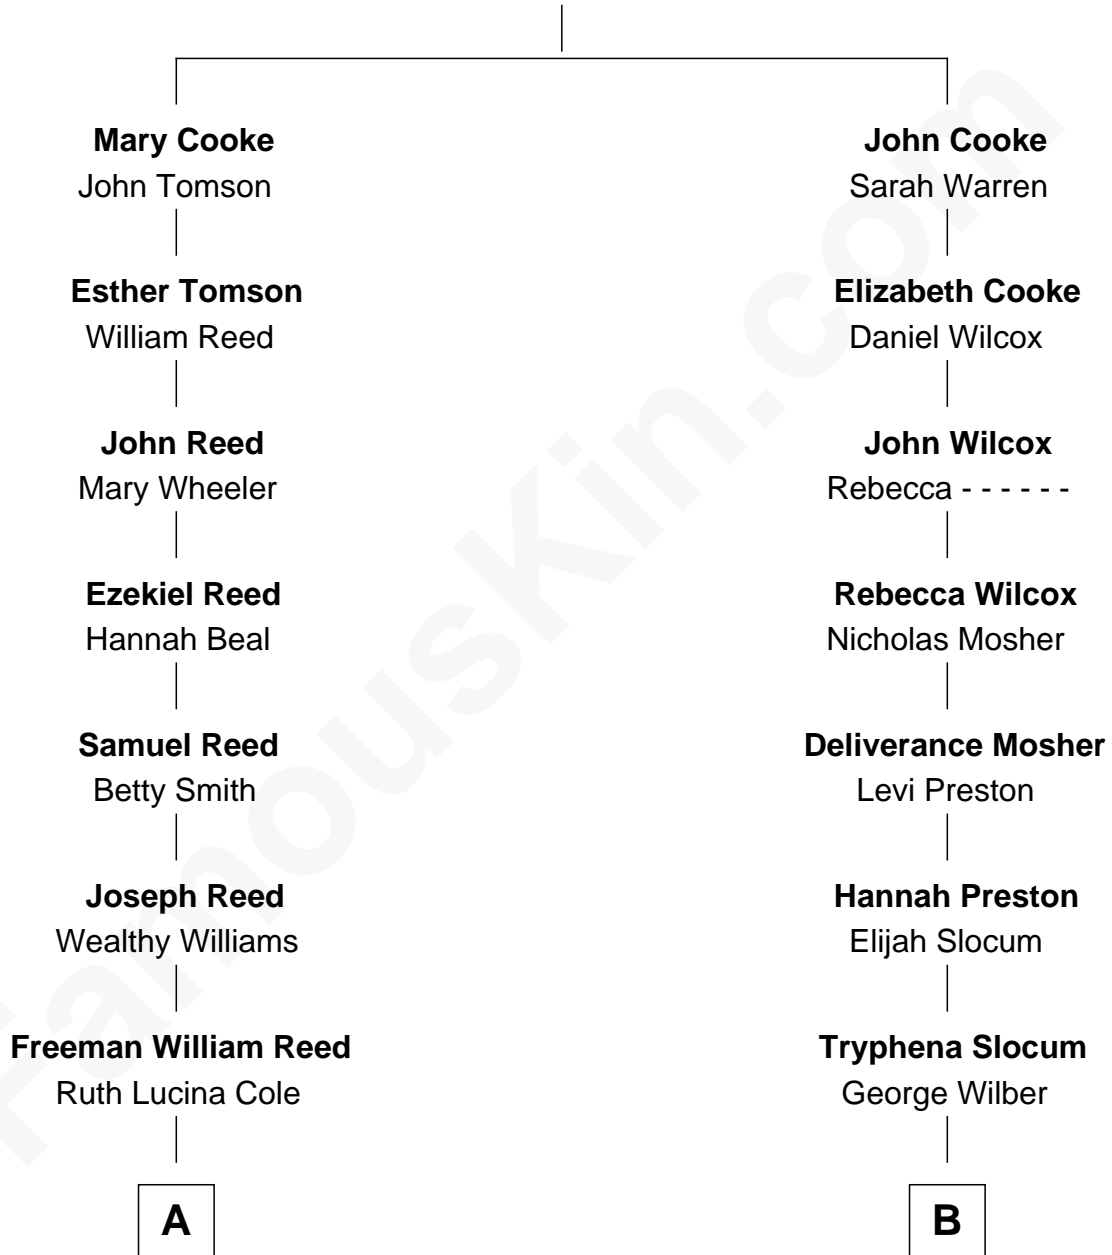 Mary Cooke
John Tomson
John Cooke
Sarah Warren
Esther Tomson
William Reed
Elizabeth Cooke
Daniel Wilcox
John Reed
Mary Wheeler
John Wilcox
Rebecca - - - - - -
Ezekiel Reed
Hannah Beal
Rebecca Wilcox
Nicholas Mosher
Samuel Reed
Betty Smith
Deliverance Mosher
Levi Preston
Joseph Reed
Wealthy Williams
Hannah Preston
Elijah Slocum
Freeman William Reed
Ruth Lucina Cole
Tryphena Slocum
George Wilber
A
B
FamousKin.com